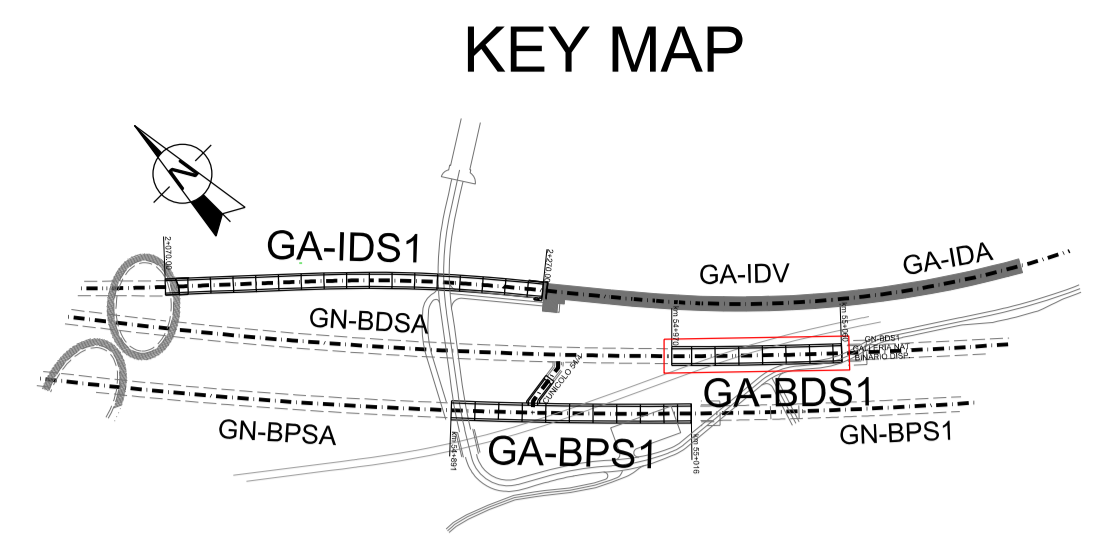 KEY MAP
N
2+070.00
GA-IDS1
2+270.00
GA-IDV
GA-IDA
GN-BDSA
km 54+970
km 55+060
GN-BDS1
GALLERIA NAT
BINARIO DISP.
CUNICOLO
GA-BDS1
GN-BPSA
km 54+891
GA-BPS1
km 55+016
GN-BPS1